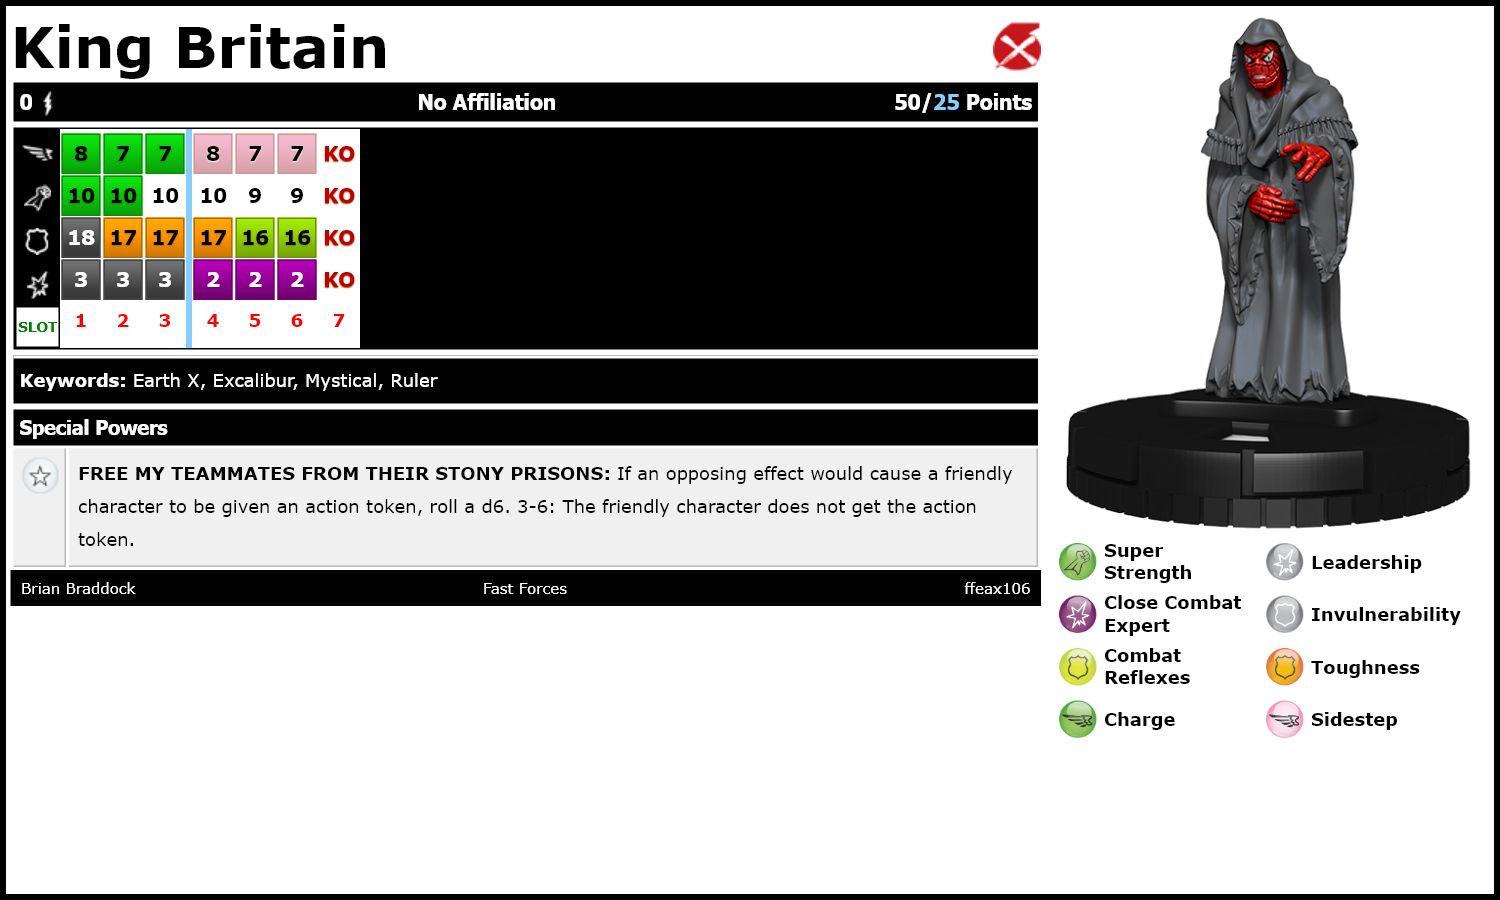 King Britain
0 No Affiliation 50/25 Points
8 7 7 8 7 7 KO
10 10 10 10 9 9 KO
18 17 17 17 16 16 KO
3 3 3 2 2 2 KO
SLOT 1 2 3 4 5 6 7
Keywords: Earth X, Excalibur, Mystical, Ruler
Special Powers
FREE MY TEAMMATES FROM THEIR STONY PRISONS: If an opposing effect would cause a friendly
character to be given an action token, roll a d6. 3-6: The friendly character does not get the action
token.
Brian Braddock Fast Forces ffeax106
Super
Strength
Leadership
Close Combat
Expert
Invulnerability
Combat
Reflexes
Toughness
Charge
Sidestep